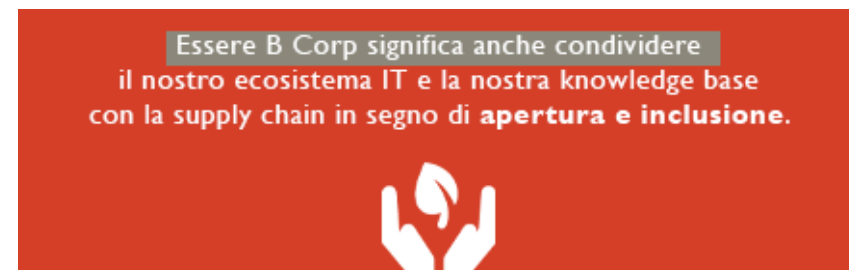 Essere B Corp significa anche condividere
il nostro ecosistema IT e la nostra knowledge base
con la supply chain in segno di apertura e inclusione.